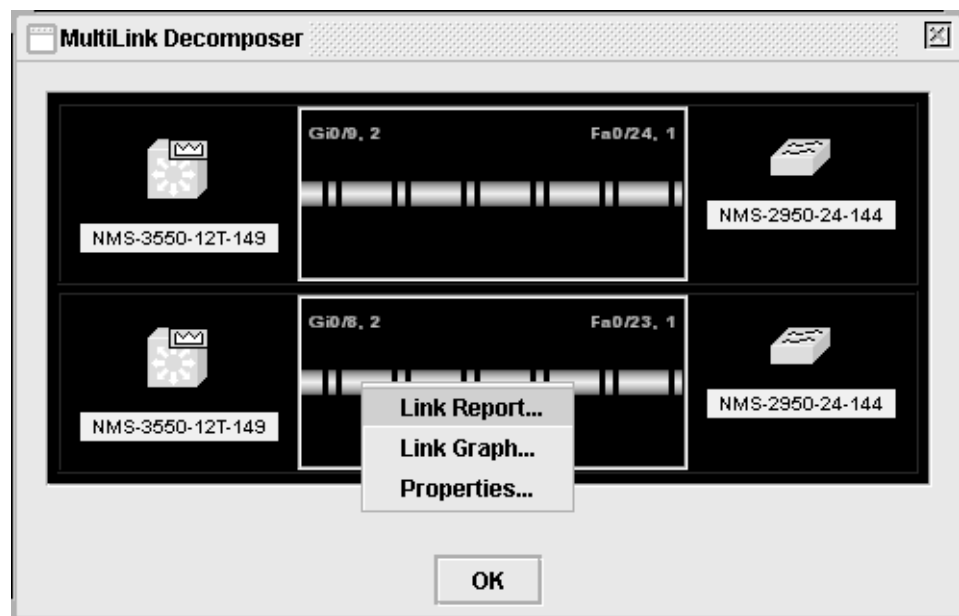 MultiLink Decomposer
Gi0/9, 2
Fa0/24, 1
NMS-3550-12T-149
NMS-2950-24-144
Gi0/8, 2
Fa0/23, 1
NMS-3550-12T-149
NMS-2950-24-144
Link Report...
Link Graph...
Properties...
OK